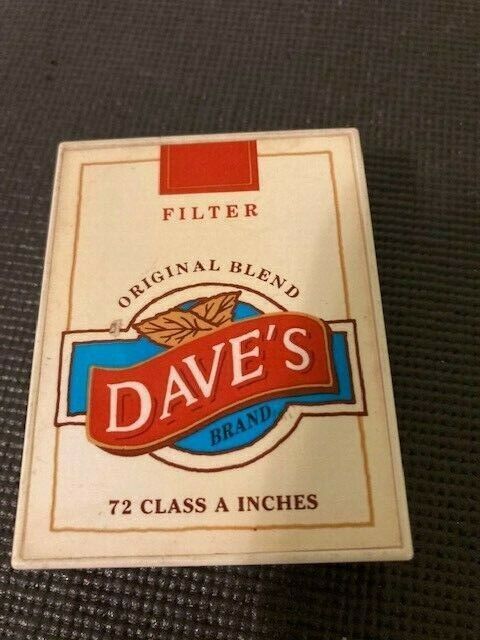 FILTER
ORIGINAL BLEND
DAVE'S
BRAND
72 CLASS A INCHES